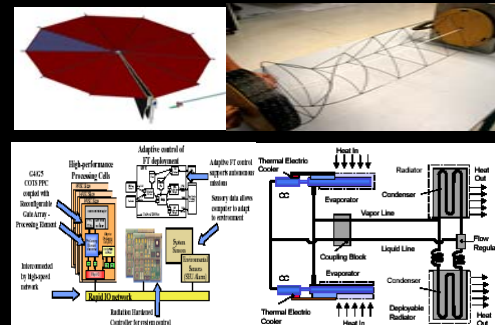 Adaptive control of
FT deployment
High-performance
Processing Cells
G4/G5
COTS PPC
coupled with
Reconfigurable
Gate Array -
Processing Element
Adaptive FT control
supports autonomous
missions
Sensory data allows
computer to adapt
to environment
System
Sensors
Environmental
Sensors
(SEU Alarm)
Interconnected
by High-speed
network
Rapid IO network
Radiation Hardened
Controller for system control
Heat In
Thermal Electric
Cooler
Evaporator
Vapor Line
Coupling Block
Liquid Line
Evaporator
Thermal Electric
Cooler
Heat In
Radiator
Condenser
Heat
Out
Flow
Condenser
Deployable
Radiator
Heat
Out